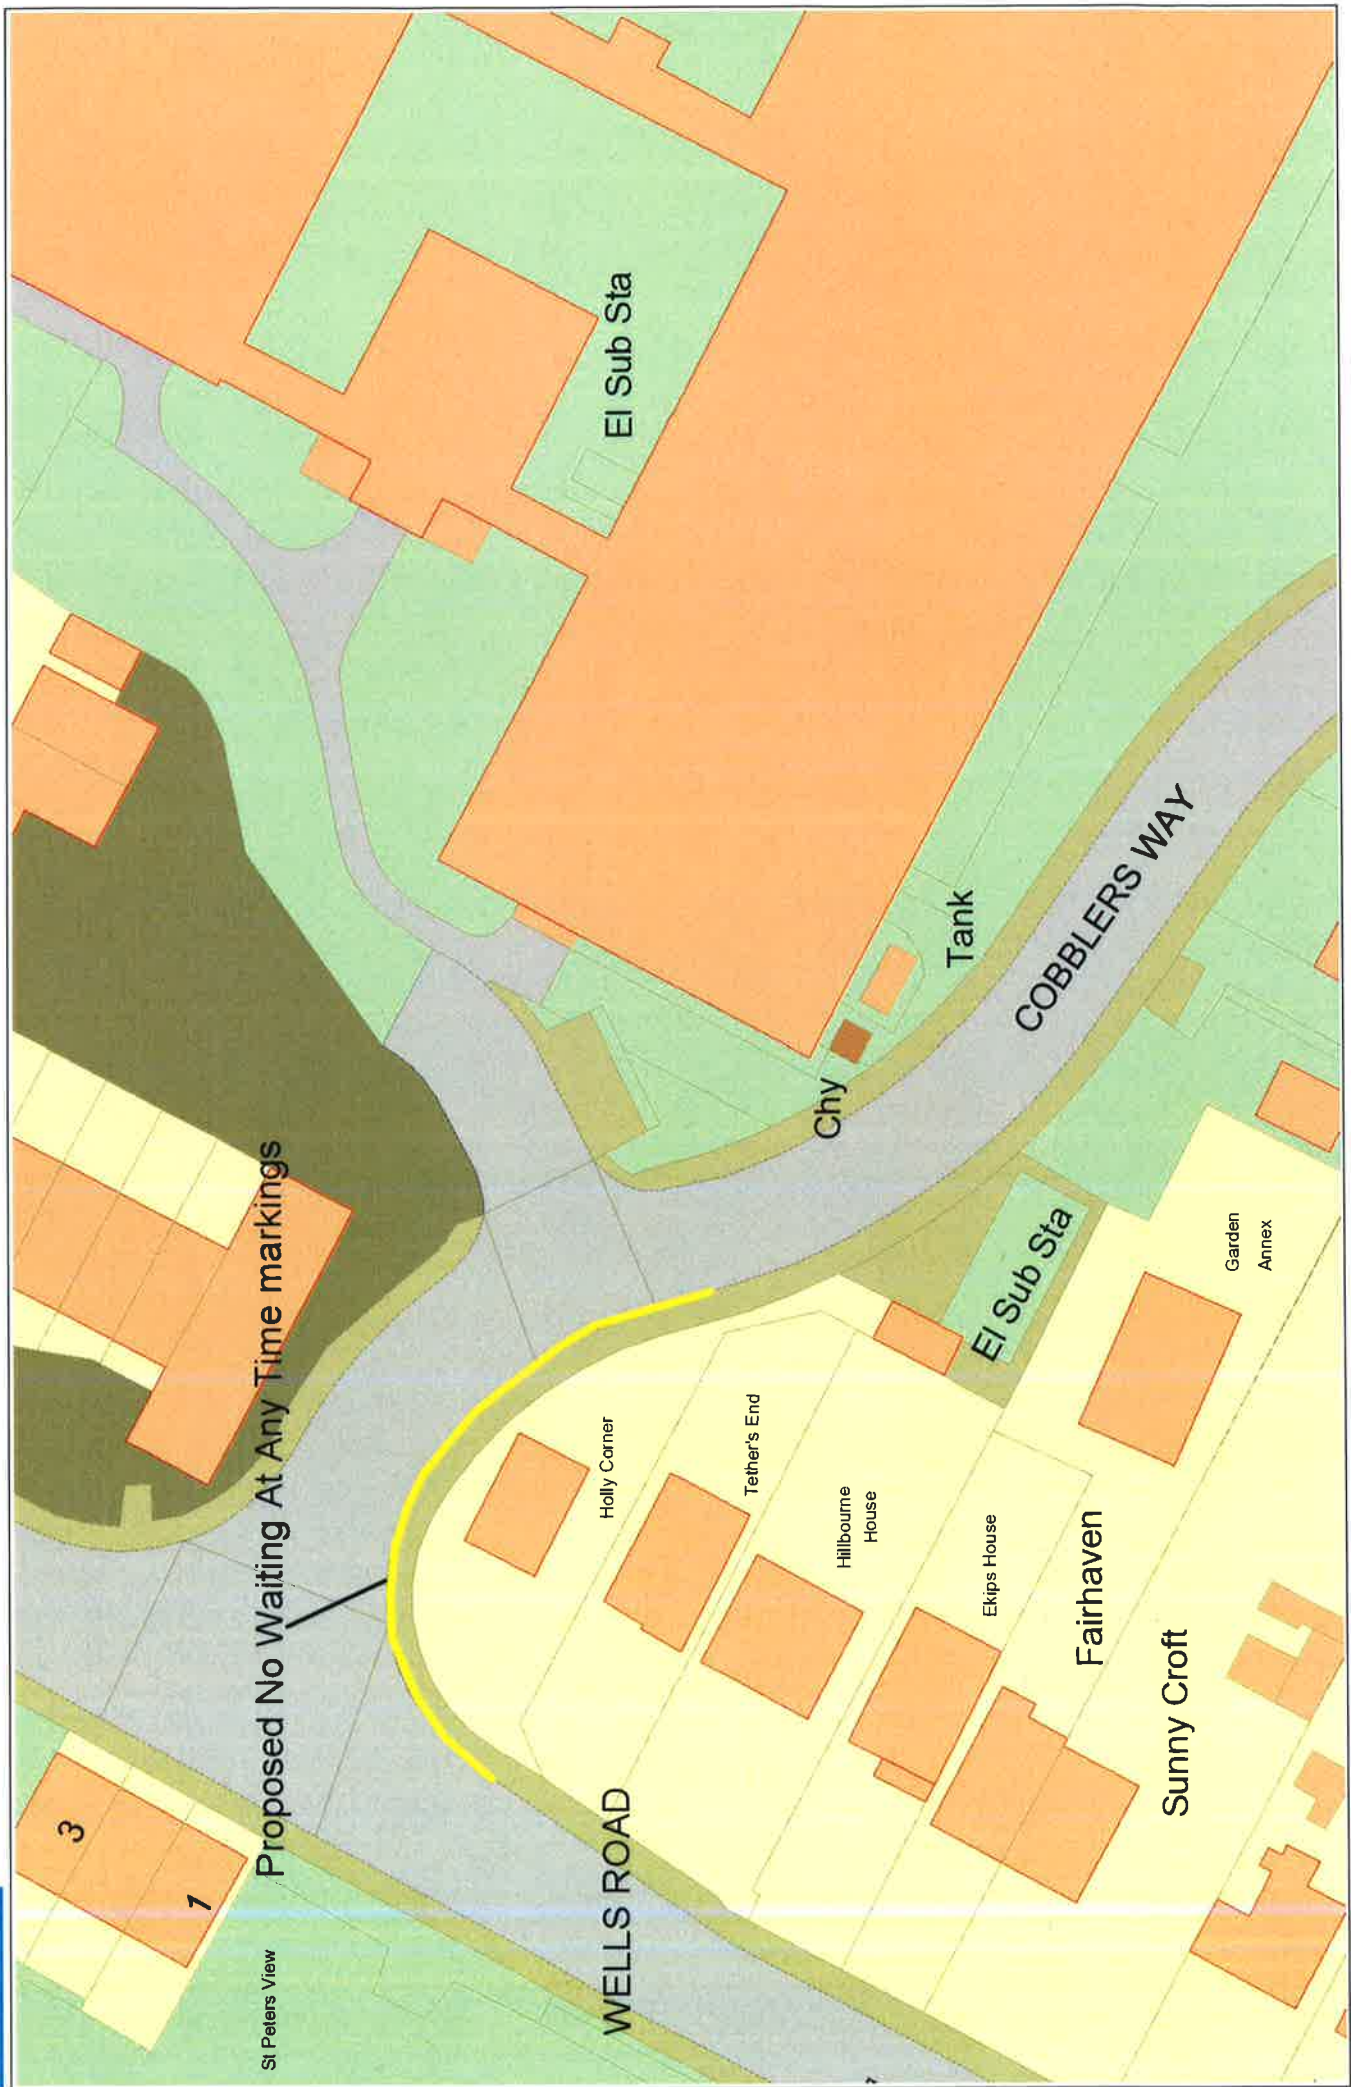 3
1
St Peters View
Proposed No Waiting At Any Time markings
WELLS ROAD
El Sub Sta
Holly Corner
Tether's End
Hillbourne
House
Ekips House
Fairhaven
Sunny Croft
Chy
Tank
COBBLERS WAY
El Sub Sta
Garden
Annex